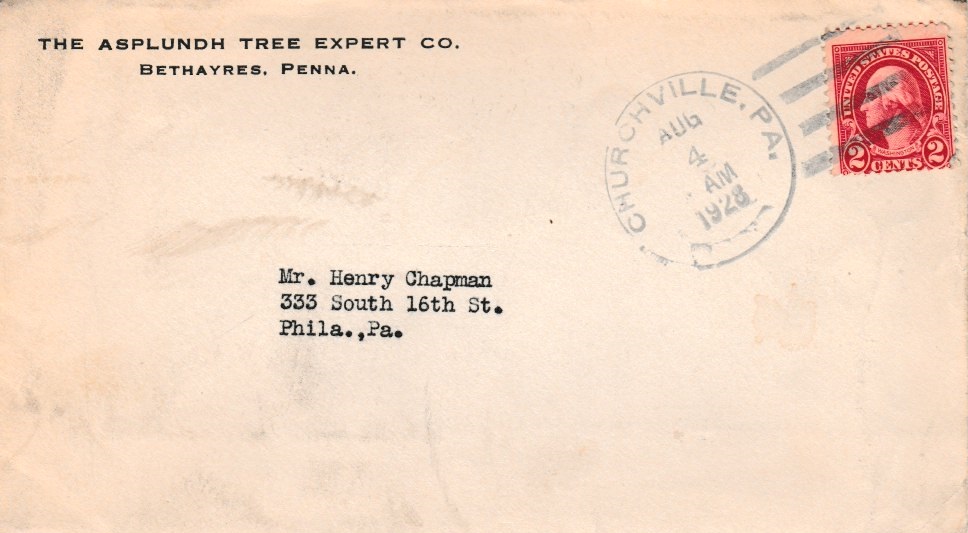 THE ASPLUNDH TREE EXPERT CO.
BETHAYRES, PENNA.
CHURCHVILLE, PA.
AUG
4
AM
1928
UNITED STATES POSTAGE
WASHINGTON
2 CENTS 2
Mr. Henry Chapman
333 South 16th St.
Phila.,Pa.